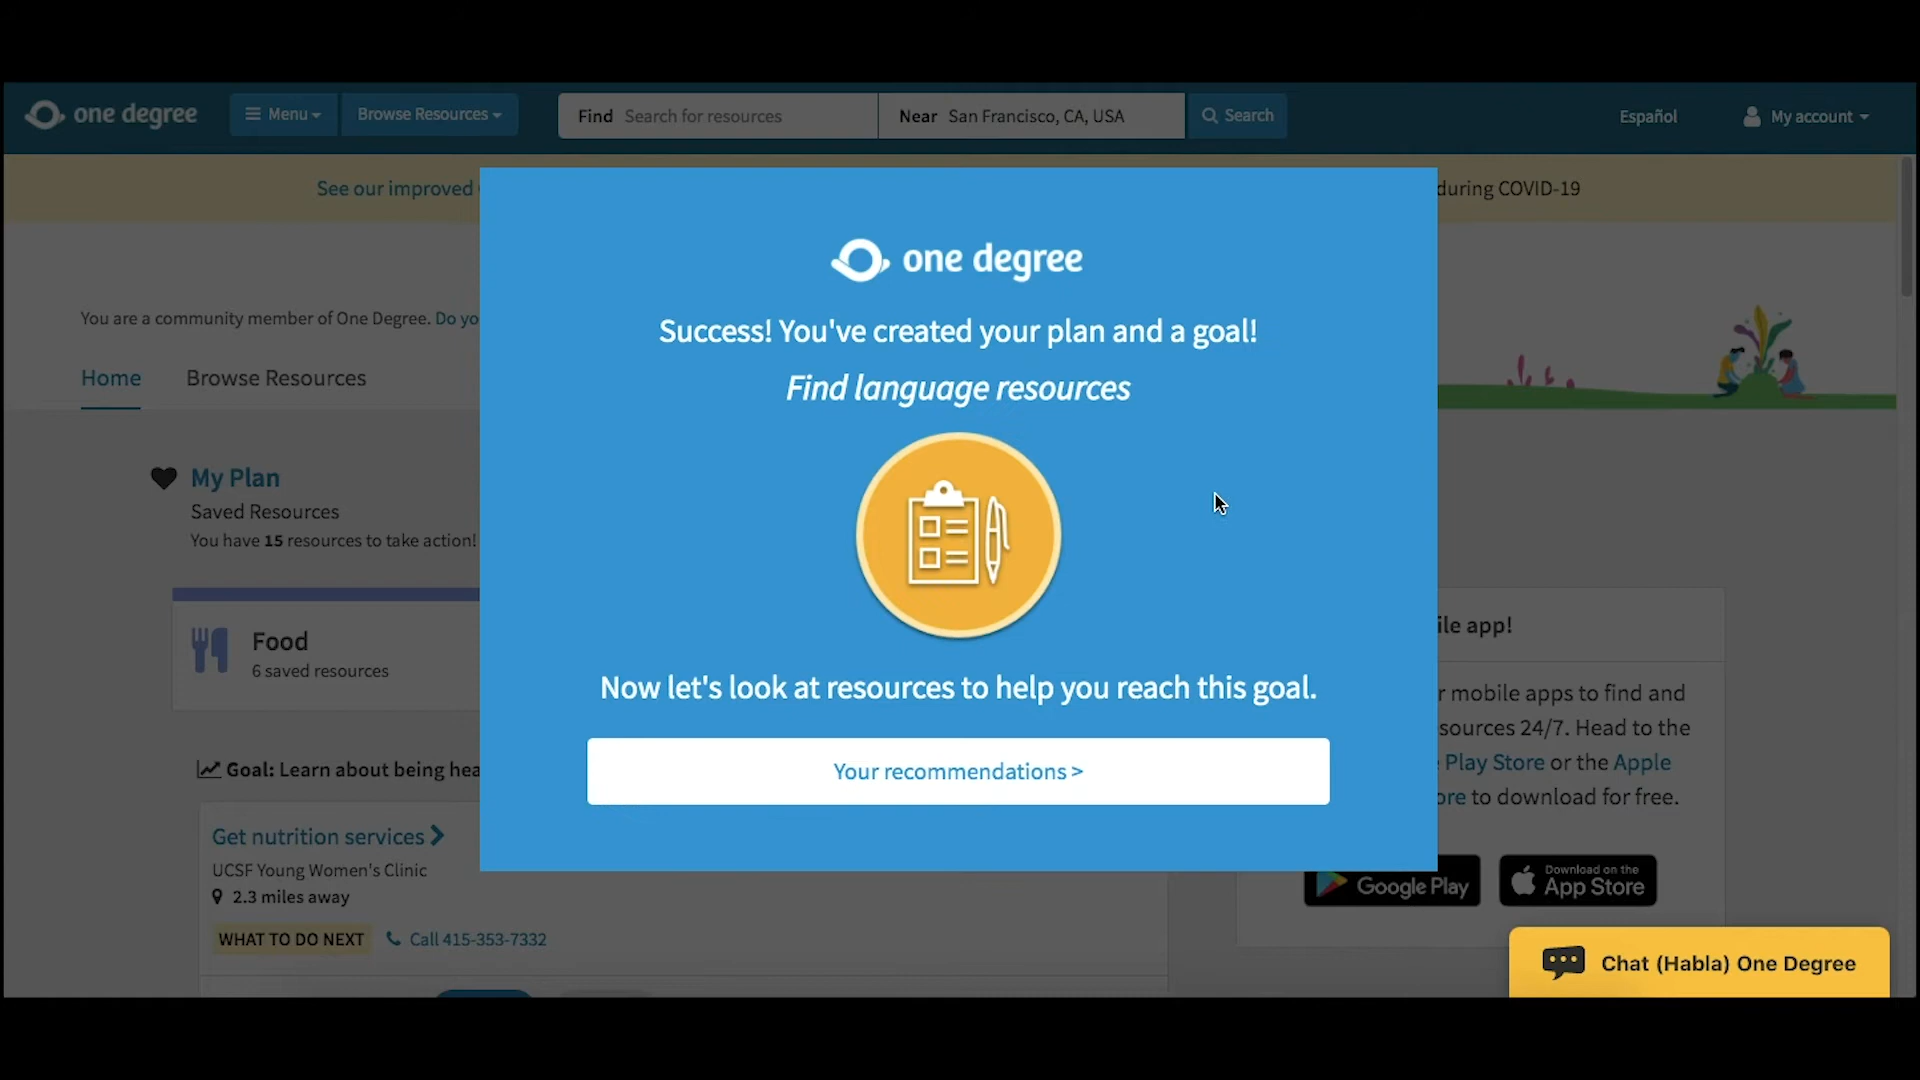 one degree
Menu
Browse Resources
Find Search for resources
Near San Francisco, CA, USA
Search
Español
My account
See our improved
during COVID-19
one degree
Success! You've created your plan and a goal!
Find language resources
You are a community member of One Degree. Do yo
Home
Browse Resources
My Plan
Saved Resources
You have 15 resources to take action!
Food
6 saved resources
Now let's look at resources to help you reach this goal.
Your recommendations >
Goal: Learn about being hea
Get nutrition services
UCSF Young Women's Clinic
2.3 miles away
WHAT TO DO NEXT
Call 415-353-7332
ile app!
r mobile apps to find and
sources 24/7. Head to the
Play Store or the Apple
ore to download for free.
Google Play
Download on the
App Store
Chat (Habla) One Degree